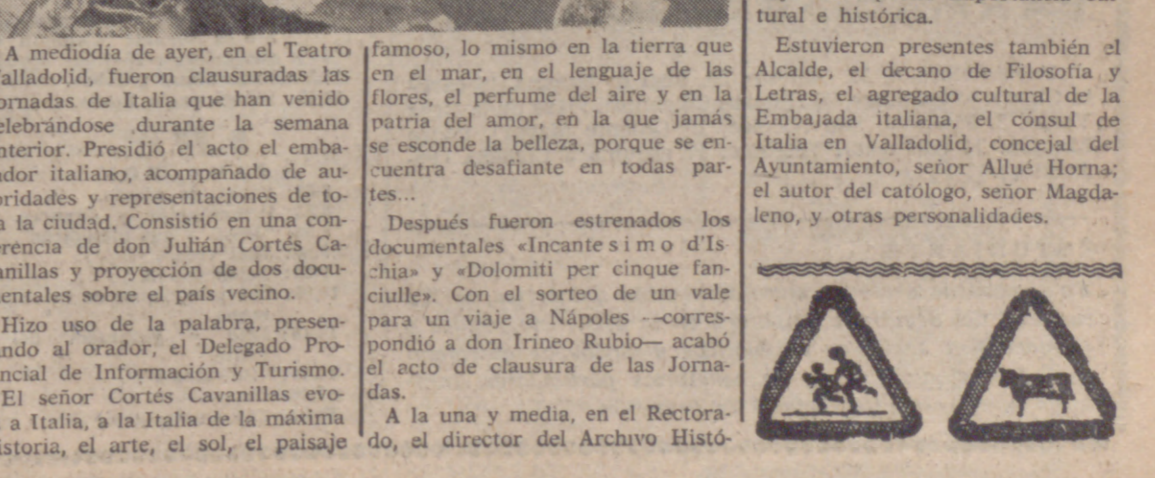 A mediodía de ayer, en el Teatro
alladolid, fueron clausuradas las
ornadas de Italia que han venido
elebrándose durante la semana
nterior. Presidió el acto el emba-
ador italiano, acompañado de au-
oridades y representaciones de to-
a la ciudad. Consistió en una con-
erencia de don Julián Cortés Ca-
anillas y proyección de dos docu-
entales sobre el país vecino.
Hizo uso de la palabra, presen-
ando al orador, el Delegado Pro-
incial de Información y Turismo.
El señor Cortés Cavanillas evo-
a Italia, a la Italia de la máxima
istoria, el arte, el sol, el paisaje
famoso, lo mismo en la tierra que
en el mar, en el lenguaje de las
flores, el perfume del aire y en la
patria del amor, en la que jamás
se esconde la belleza, porque se en-
cuentra desafiante en todas par-
tes...
Después fueron estrenados los
documentales «Incantesimo d'Is-
chia» y «Dolomiti per cinque fan-
ciulle». Con el sorteo de un vale
para un viaje a Nápoles —corres-
pondió a don Irineo Rubio— acabó
el acto de clausura de las Jorna-
das.
A la una y media, en el Rectora-
do, el director del Archivo Histó-
tural e histórica.
Estuvieron presentes también el
Alcalde, el decano de Filosofía y
Letras, el agregado cultural de la
Embajada italiana, el cónsul de
Italia en Valladolid, concejal del
Ayuntamiento, señor Allué Horna;
el autor del católogo, señor Magda-
leno, y otras personalidades.